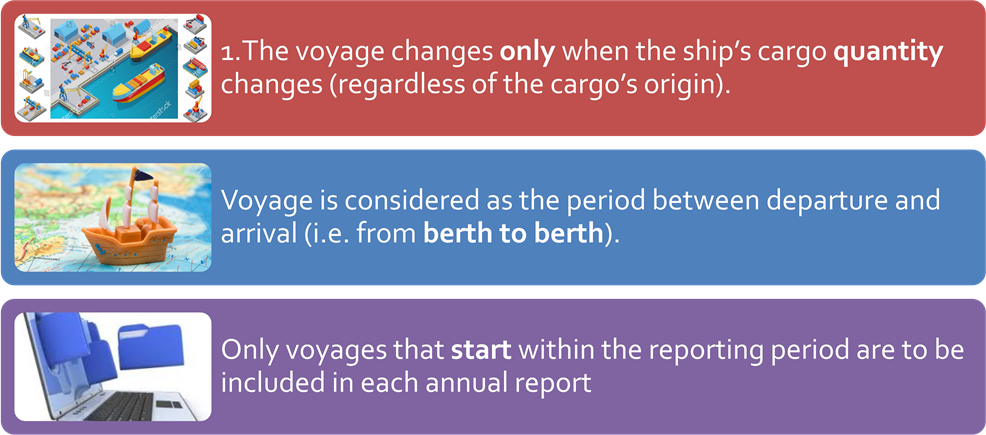 1.The voyage changes only when the ship’s cargo quantity
changes (regardless of the cargo’s origin).
Voyage is considered as the period between departure and
arrival (i.e. from berth to berth).
Only voyages that start within the reporting period are to be
included in each annual report